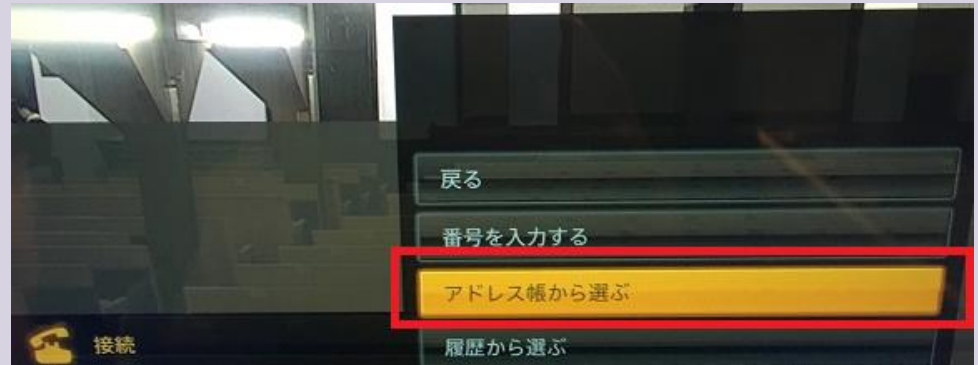 戻る
番号を入力する
アドレス帳から選ぶ
接続
履歴から選ぶ